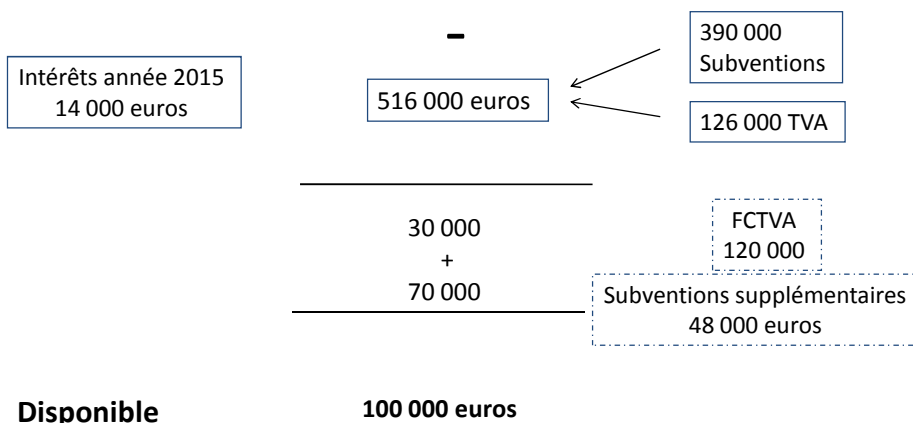 -
390 000
Subventions
Intérêts année 2015
14 000 euros
516 000 euros
126 000 TVA
30 000
+
70 000
FCTVA
120 000
Subventions supplémentaires
48 000 euros
Disponible
100 000 euros